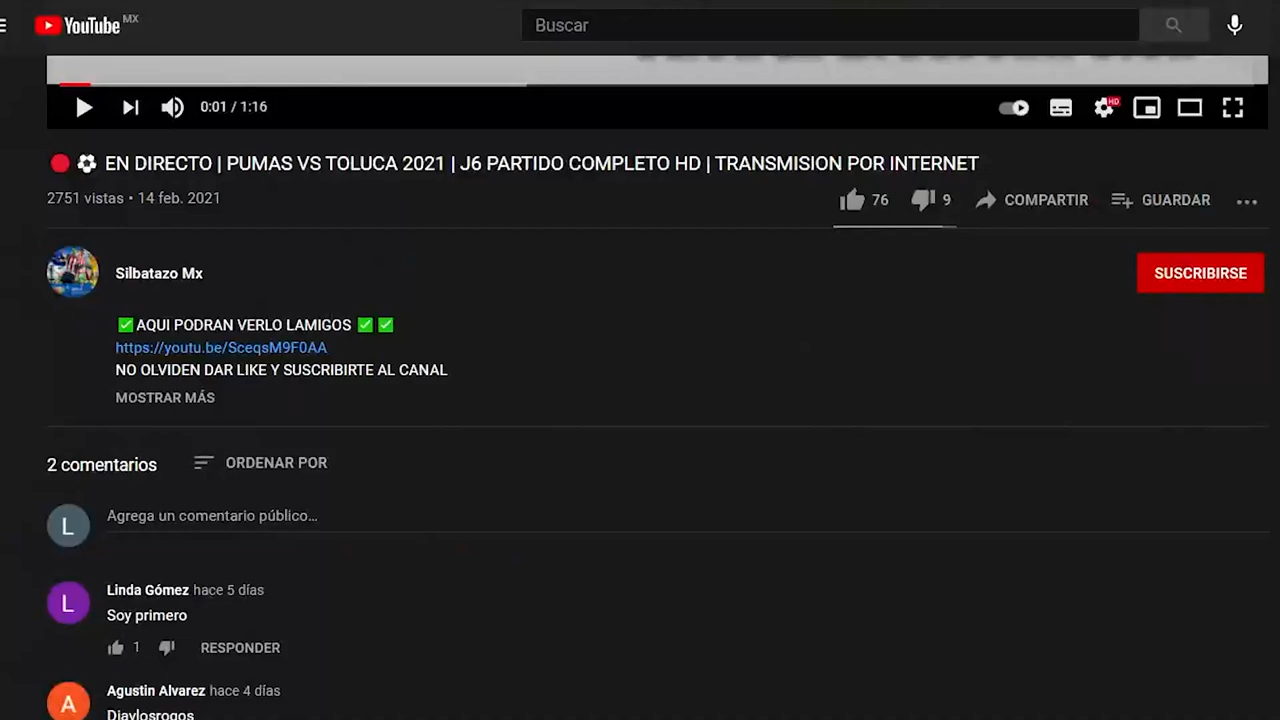 YouTube MX
Buscar
0:01 / 1:16
HD
EN DIRECTO | PUMAS VS TOLUCA 2021 | J6 PARTIDO COMPLETO HD | TRANSMISION POR INTERNET
2751 vistas • 14 feb. 2021
76
9
COMPARTIR
GUARDAR
Silbatazo Mx
SUSCRIBIRSE
AQUI PODRAN VERLO LAMIGOS
https://youtu.be/SceqsM9F0AA
NO OLVIDEN DAR LIKE Y SUSCRIBIRTE AL CANAL
MOSTRAR MÁS
2 comentarios
ORDENAR POR
L
Agrega un comentario público...
L
Linda Gómez hace 5 días
Soy primero
1
RESPONDER
A
Agustin Alvarez hace 4 días
Diaylosrogos